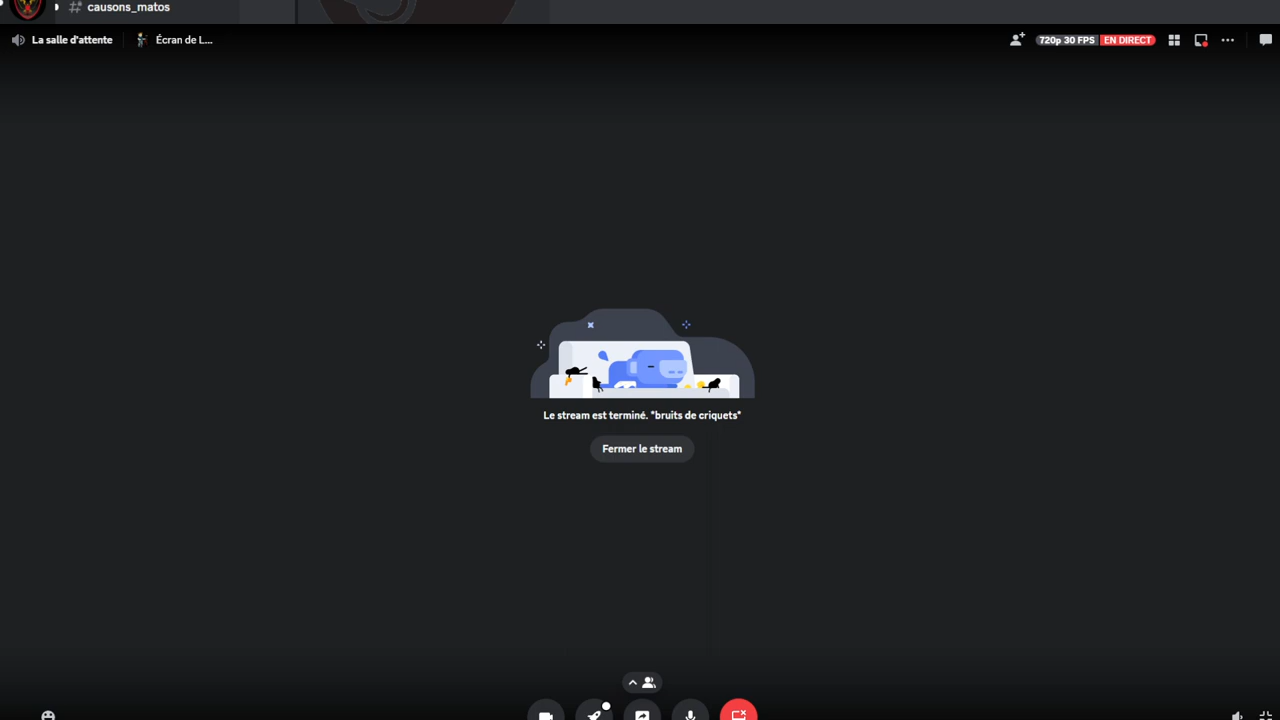 causons_matos
La salle d'attente
Écran de L...
720p 30 FPS EN DIRECT
Le stream est terminé. *bruits de criquets*
Fermer le stream